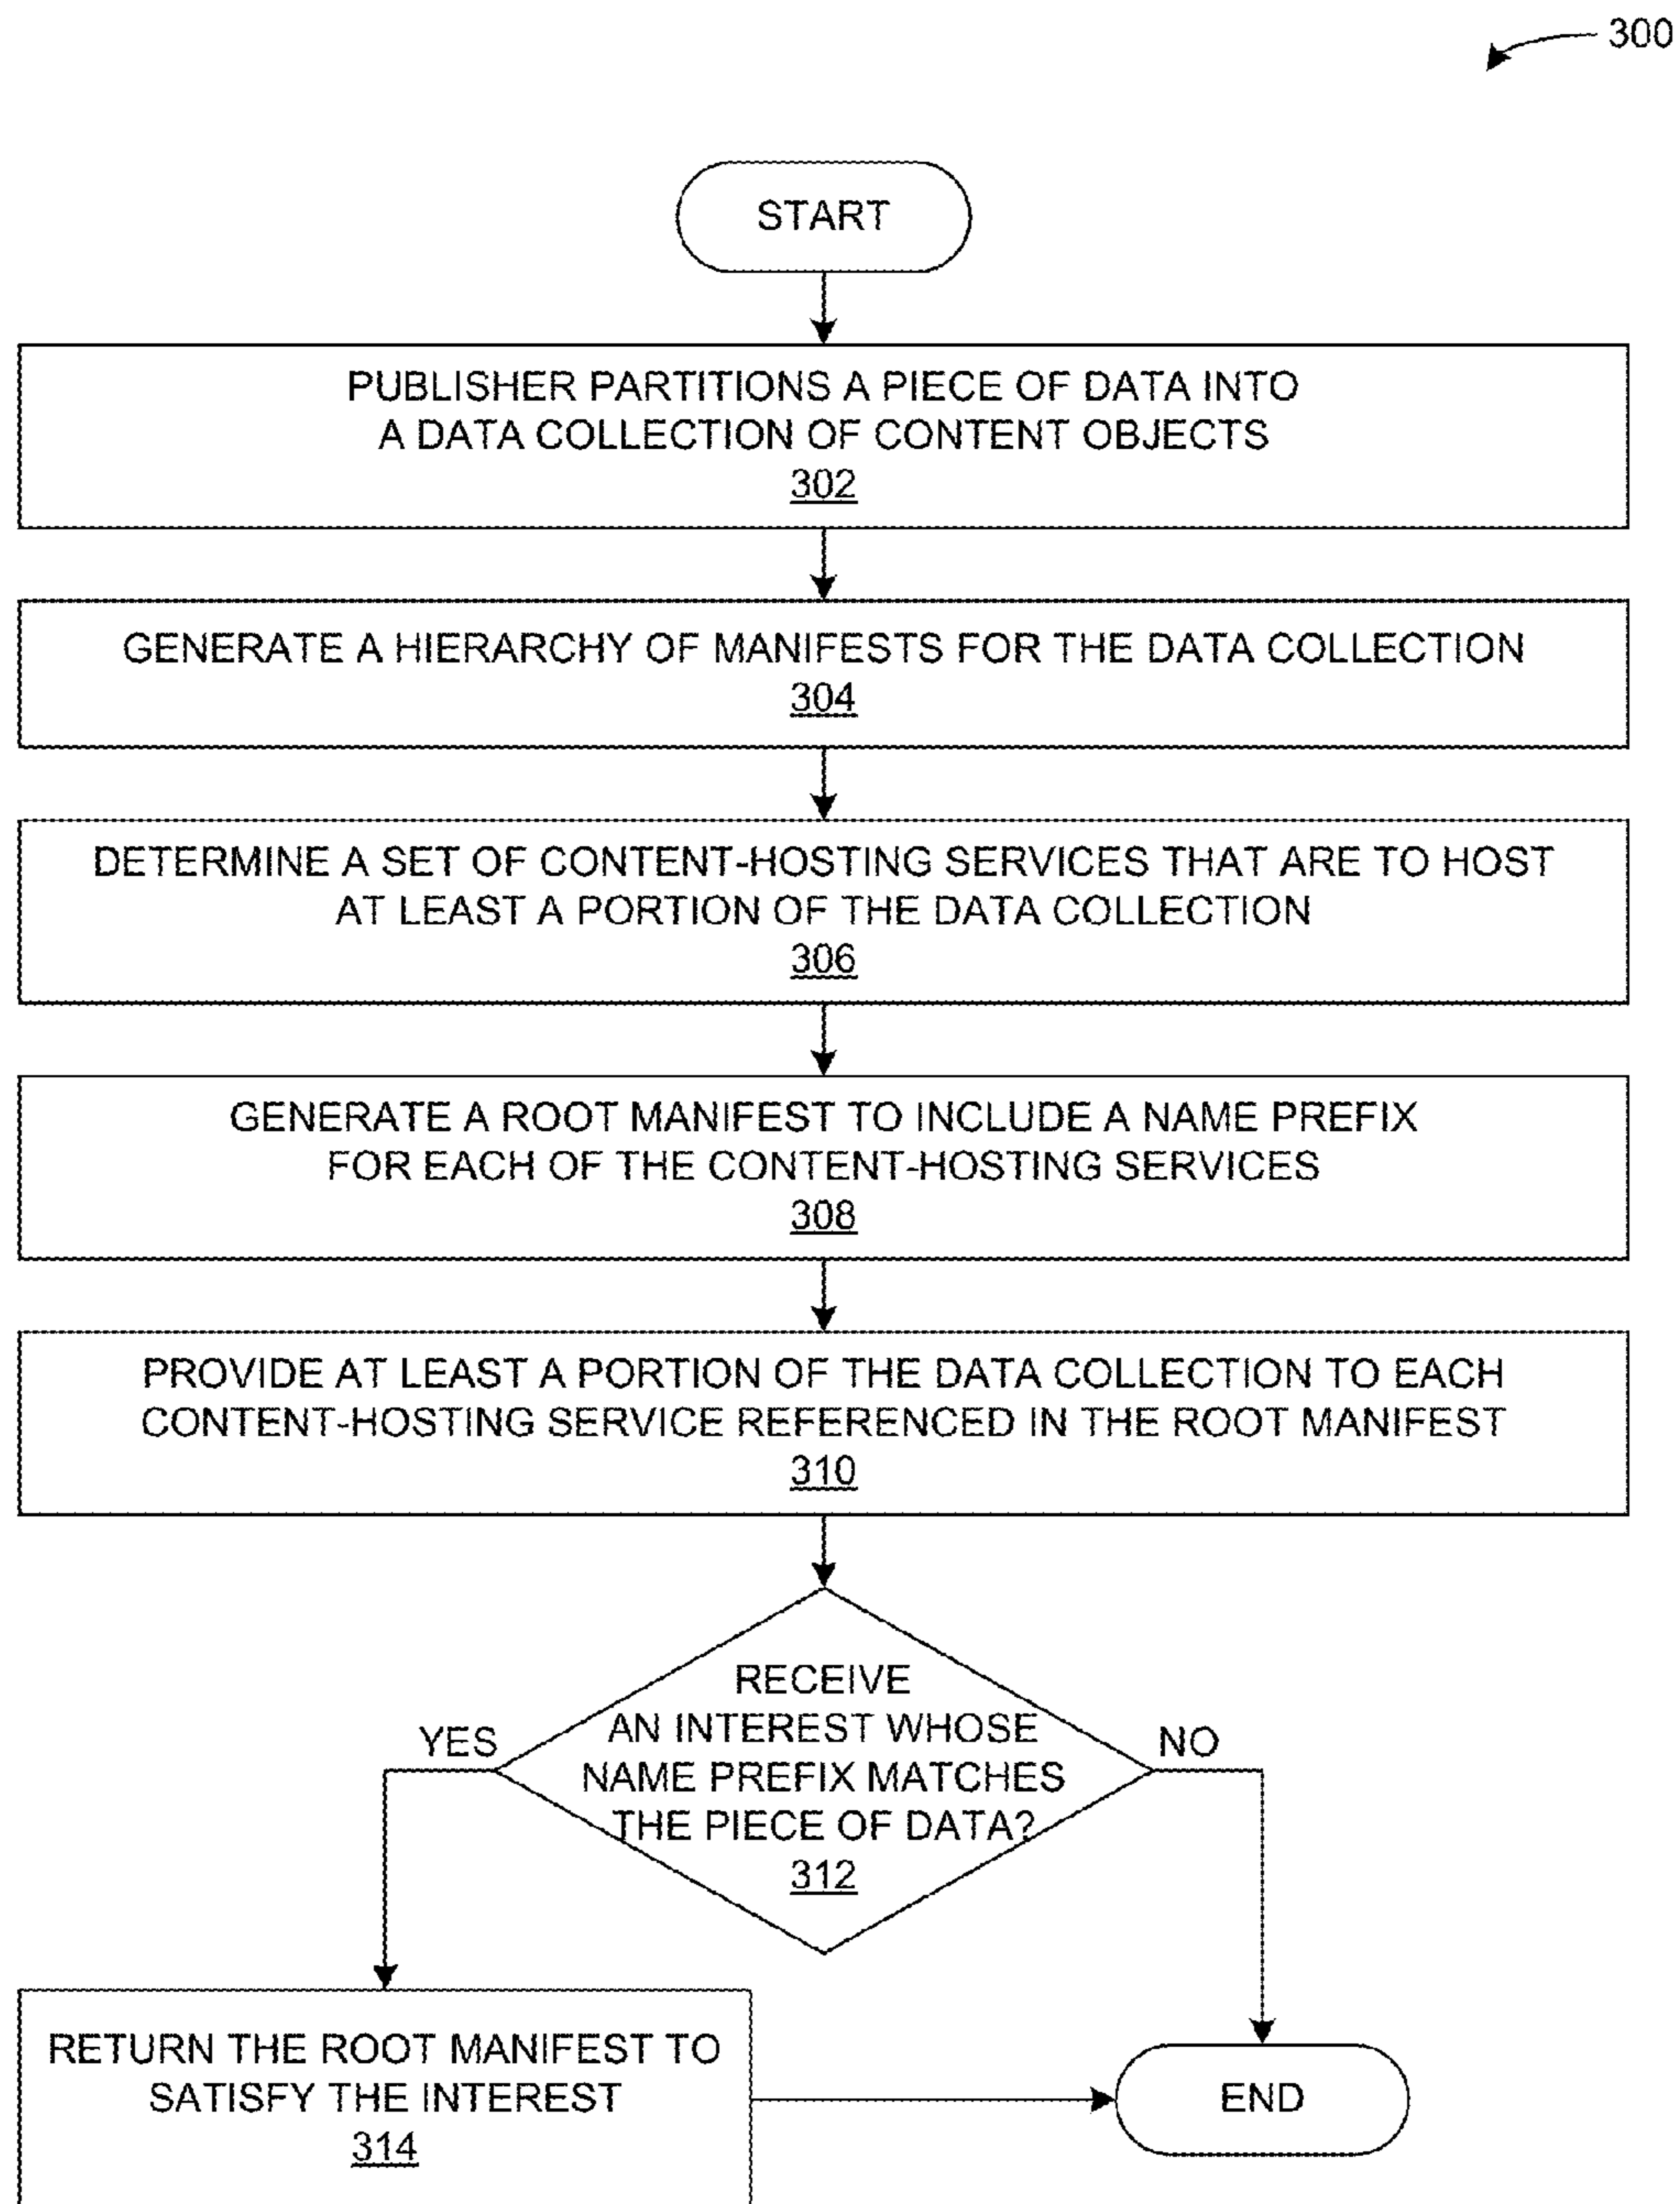 300
START
PUBLISHER PARTITIONS A PIECE OF DATA INTO
A DATA COLLECTION OF CONTENT OBJECTS
302
GENERATE A HIERARCHY OF MANIFESTS FOR THE DATA COLLECTION
304
DETERMINE A SET OF CONTENT-HOSTING SERVICES THAT ARE TO HOST
AT LEAST A PORTION OF THE DATA COLLECTION
306
GENERATE A ROOT MANIFEST TO INCLUDE A NAME PREFIX
FOR EACH OF THE CONTENT-HOSTING SERVICES
308
PROVIDE AT LEAST A PORTION OF THE DATA COLLECTION TO EACH
CONTENT-HOSTING SERVICE REFERENCED IN THE ROOT MANIFEST
310
RECEIVE
AN INTEREST WHOSE
NAME PREFIX MATCHES
THE PIECE OF DATA?
312
YES
NO
RETURN THE ROOT MANIFEST TO
SATISFY THE INTEREST
314
END